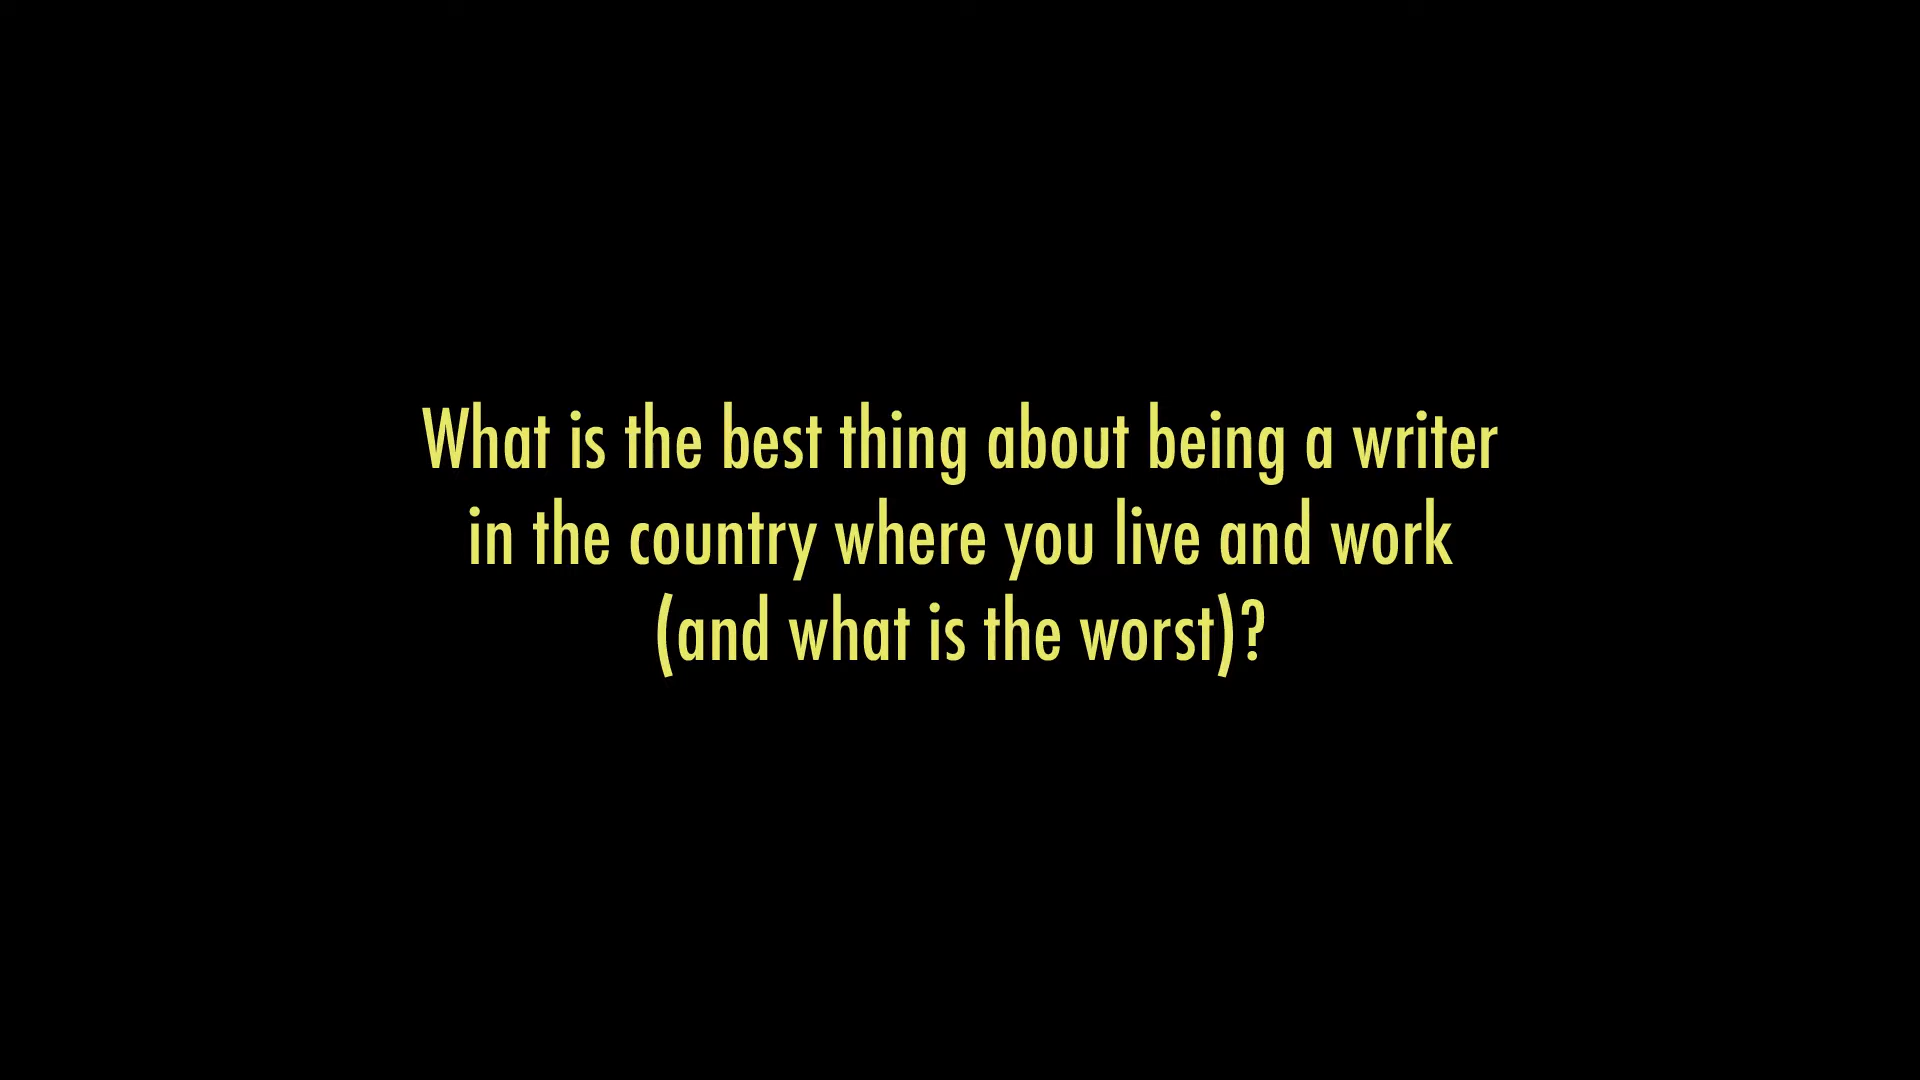 What is the best thing about being a writer
in the country where you live and work
(and what is the worst)?